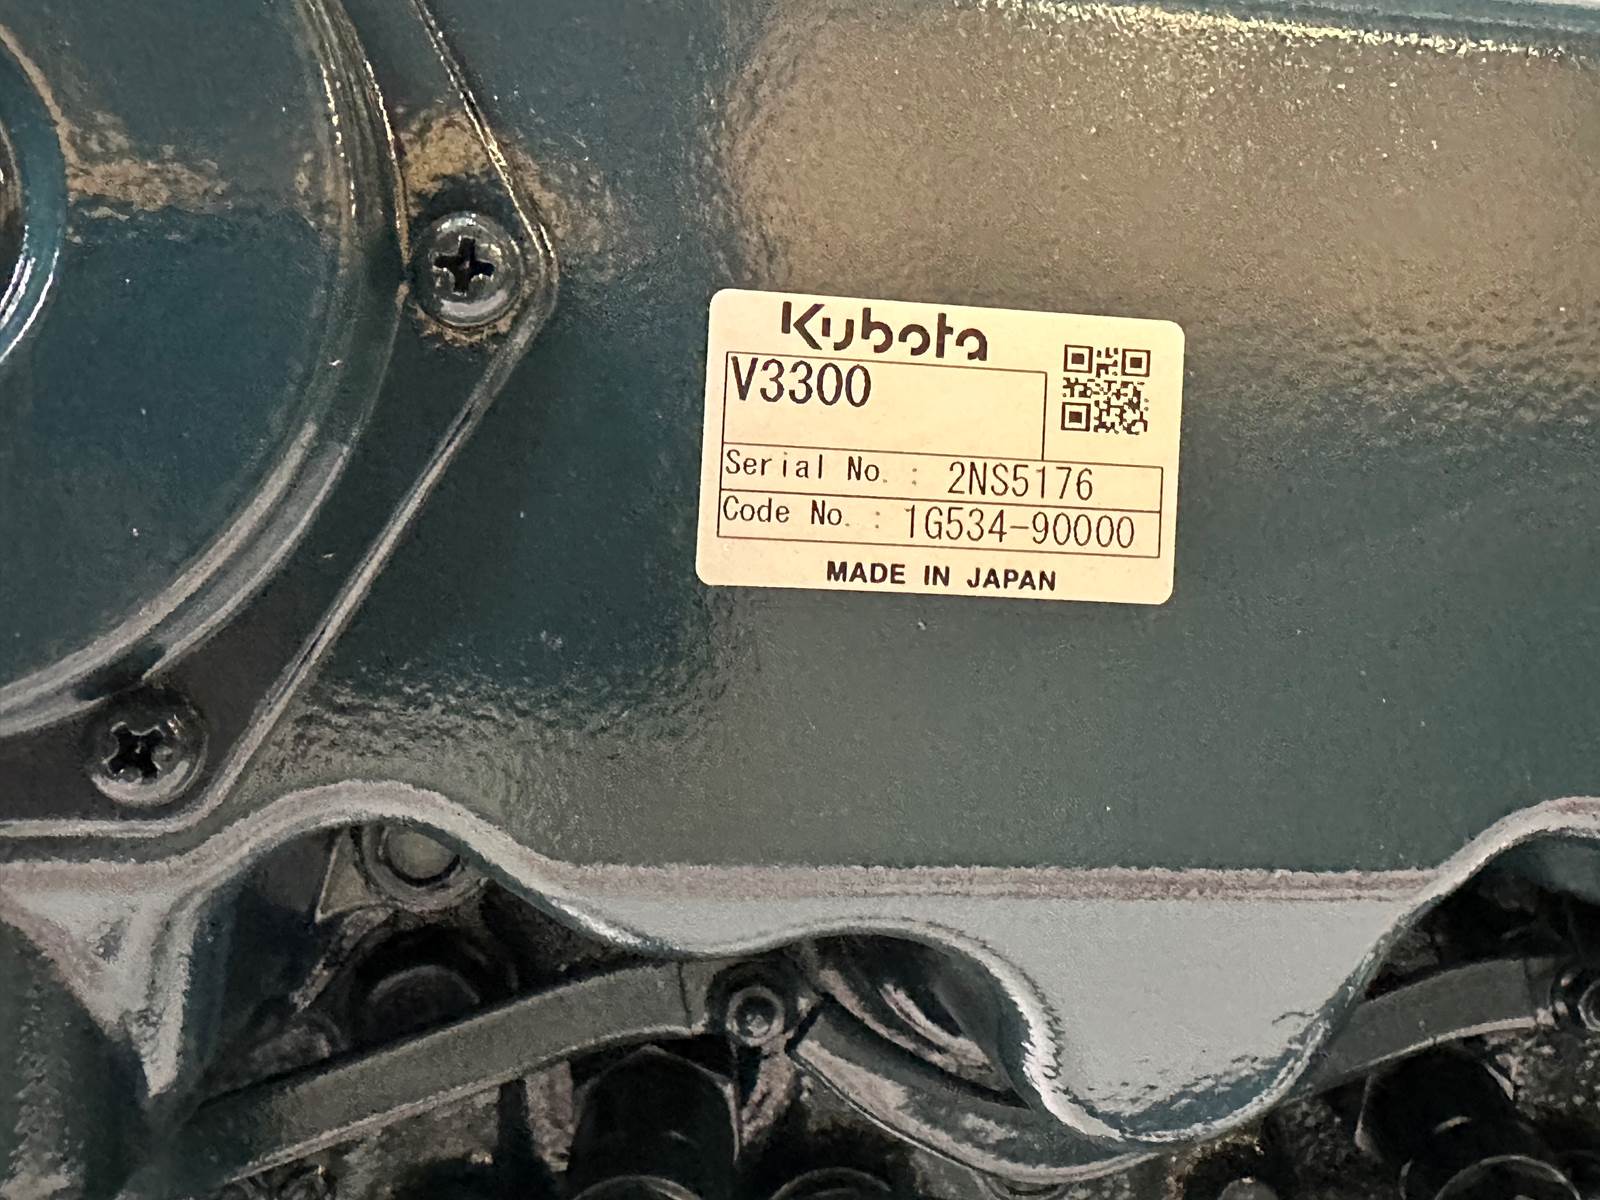 Kubota
V3300
Serial No. : 2NS5176
Code No. : 1G534-90000
MADE IN JAPAN